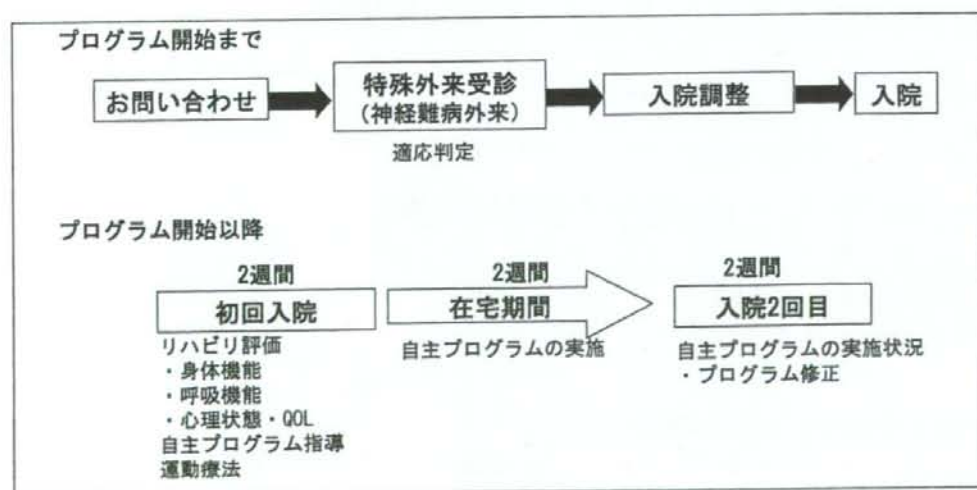 プログラム開始まで
お問い合わせ
特殊外来受診
（神経難病外来）
適応判定
入院調整
入院
プログラム開始以降
2週間
初回入院
リハビリ評価
・身体機能
・呼吸機能
・心理状態・QOL
自主プログラム指導
運動療法
2週間
在宅期間
自主プログラムの実施
2週間
入院2回目
自主プログラムの実施状況
・プログラム修正